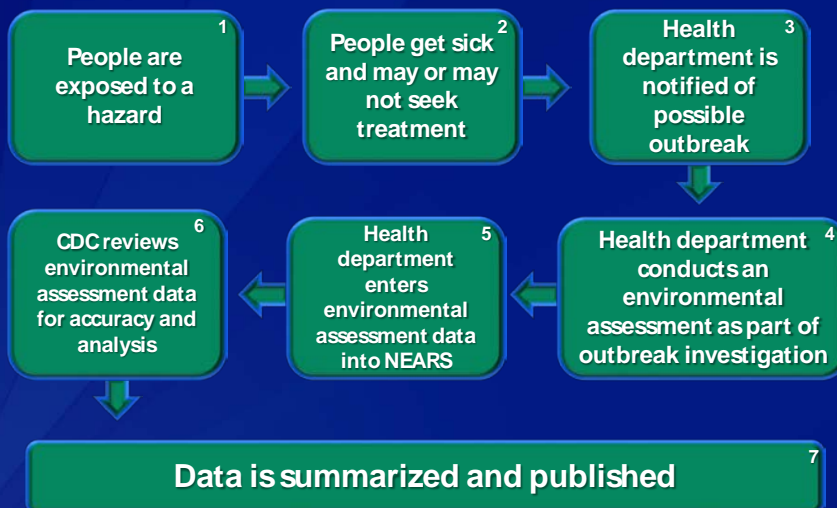 1
People are
exposed to a
hazard
2
People get sick
and may or may
not seek
treatment
3
Health
department is
notified of
possible
outbreak
4
Health department
conducts an
environmental
assessment as part of
outbreak investigation
5
Health
department
enters
environmental
assessment data
into NEARS
6
CDC reviews
environmental
assessment data
for accuracy and
analysis
7
Data is summarized and published